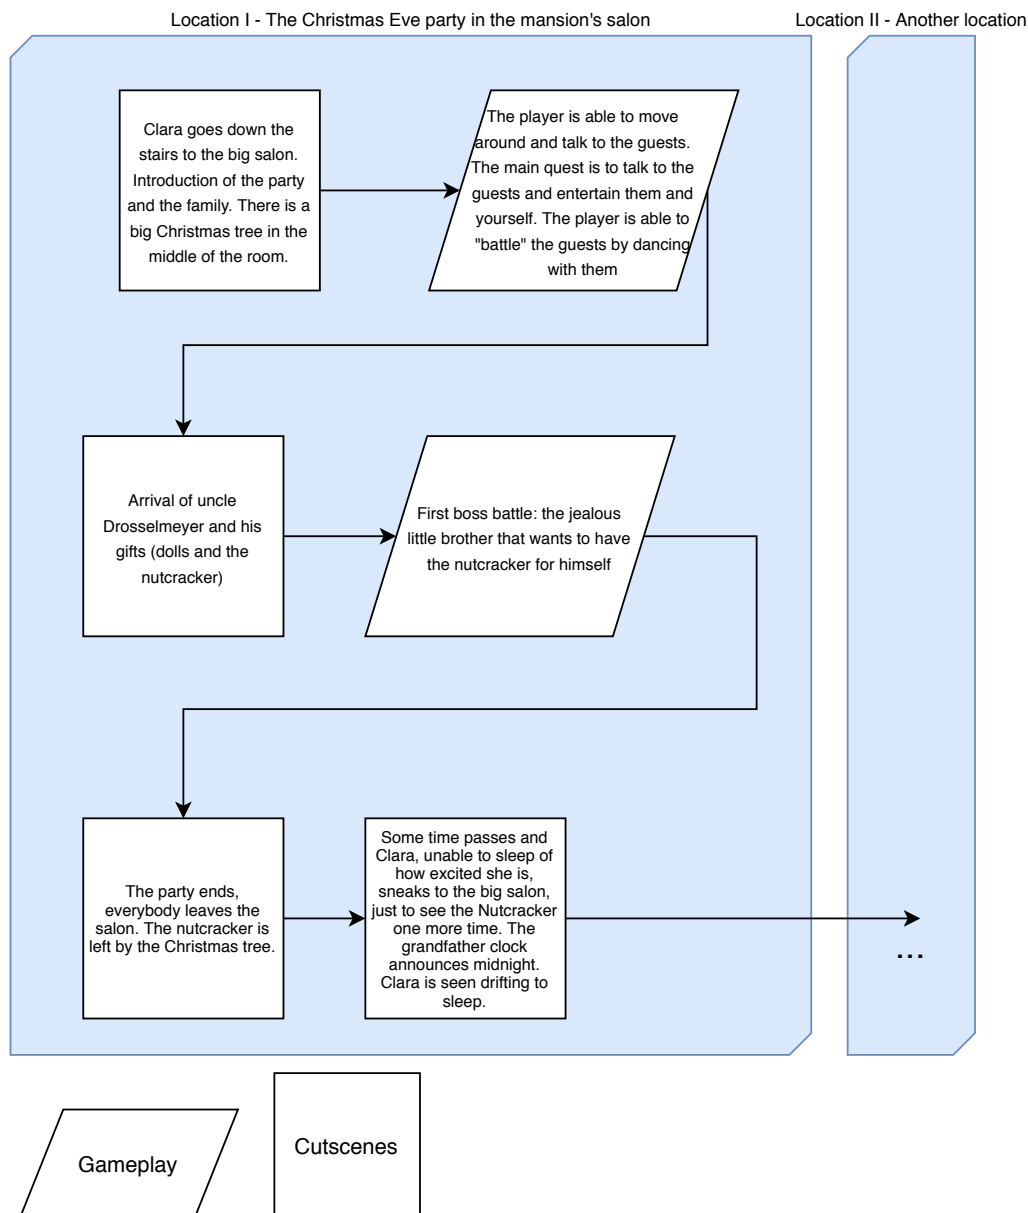 Location I - The Christmas Eve party in the mansion's salon
Location II - Another location
Clara goes down the
stairs to the big salon.
Introduction of the party
and the family. There is a
big Christmas tree in the
middle of the room.
The player is able to move
around and talk to the guests.
The main quest is to talk to the
guests and entertain them and
yourself. The player is able to
"battle" the guests by dancing
with them
Arrival of uncle
Drosselmeyer and his
gifts (dolls and the
nutcracker)
First boss battle: the jealous
little brother that wants to have
the nutcracker for himself
The party ends,
everybody leaves the
salon. The nutcracker is
left by the Christmas tree.
Some time passes and
Clara, unable to sleep of
how excited she is,
sneaks to the big salon,
just to see the Nutcracker
one more time. The
grandfather clock
announces midnight.
Clara is seen drifting to
sleep.
...
Gameplay
Cutscenes